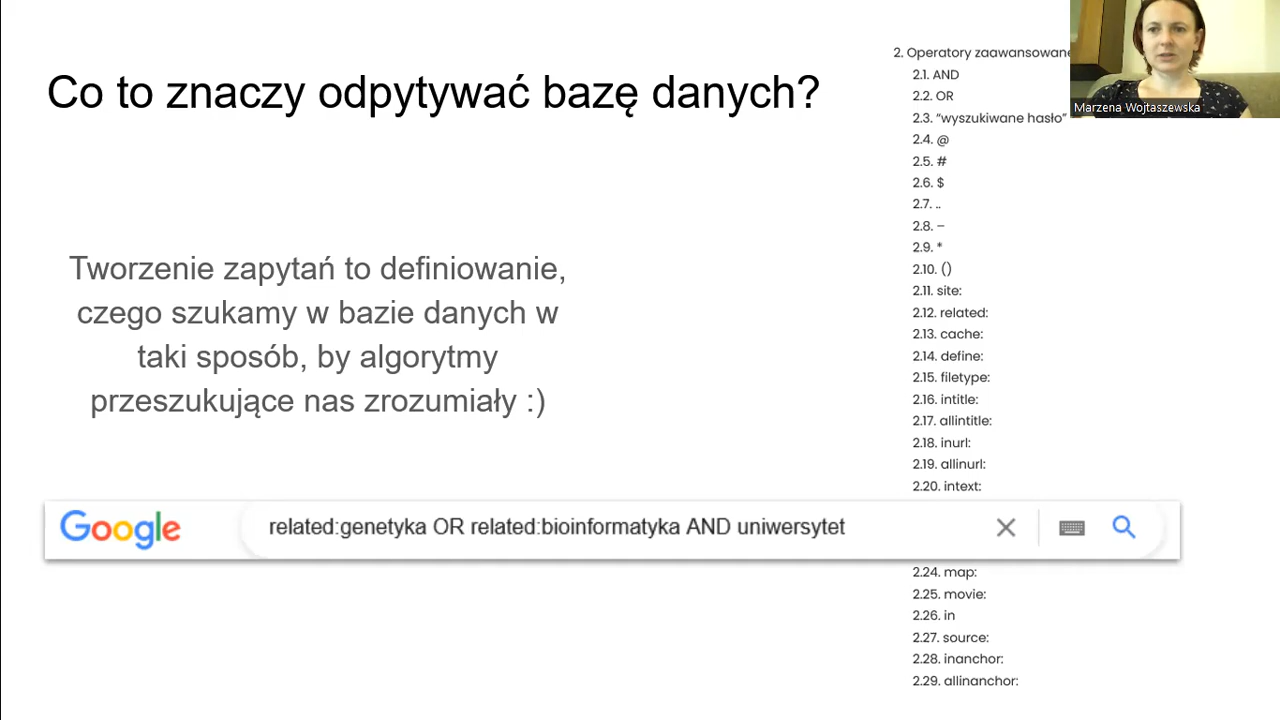 Co to znaczy odpytywać bazę danych?
Tworzenie zapytań to definiowanie,
czego szukamy w bazie danych w
taki sposób, by algorytmy
przeszukujące nas zrozumiały :)
2. Operatory zaawansowane
2.1. AND
2.2. OR
2.3. “wyszukiwane hasło”
2.4. @
2.5. #
2.6. $
2.7. ..
2.8. –
2.9. *
2.10. ()
2.11. site:
2.12. related:
2.13. cache:
2.14. define:
2.15. filetype:
2.16. intitle:
2.17. allintitle:
2.18. inurl:
2.19. allinurl:
2.20. intext:
Google
related:genetyka OR related:bioinformatyka AND uniwersytet
2.24. map:
2.25. movie:
2.26. in
2.27. source:
2.28. inanchor:
2.29. allinanchor:
Marzena Wojtaszewska